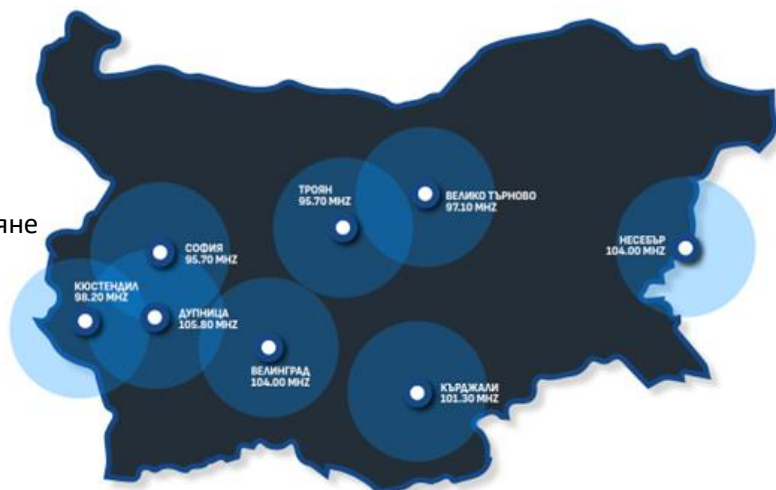 яне
ТРОЯН
95.70 MHZ
ВЕЛИКО ТЪРНОВО
97.10 MHZ
СОФИЯ
95.70 MHZ
НЕСЕБЪР
104.00 MHZ
КЮСТЕНДИЛ
98.20 MHZ
ДУПНИЦА
105.80 MHZ
ВЕЛИНГРАД
104.00 MHZ
КЪРДЖАЛИ
101.30 MHZ